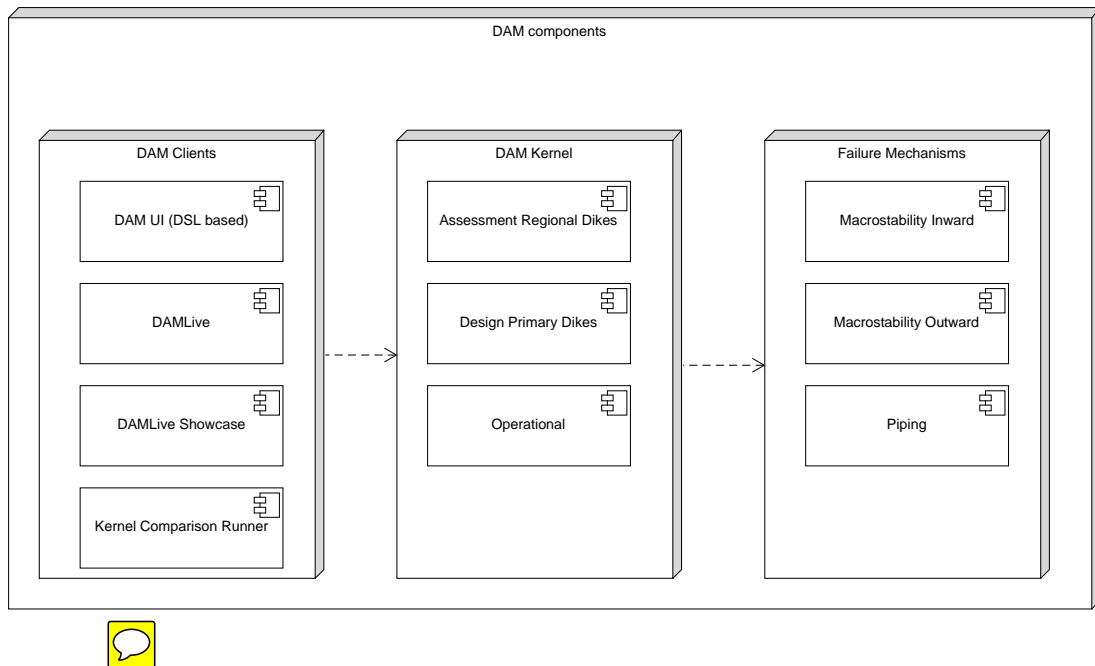 DAM components
DAM Clients
DAM UI (DSL based)
DAMLive
DAMLive Showcase
Kernel Comparison Runner
DAM Kernel
Assessment Regional Dikes
Design Primary Dikes
Operational
Failure Mechanisms
Macrostability Inward
Macrostability Outward
Piping